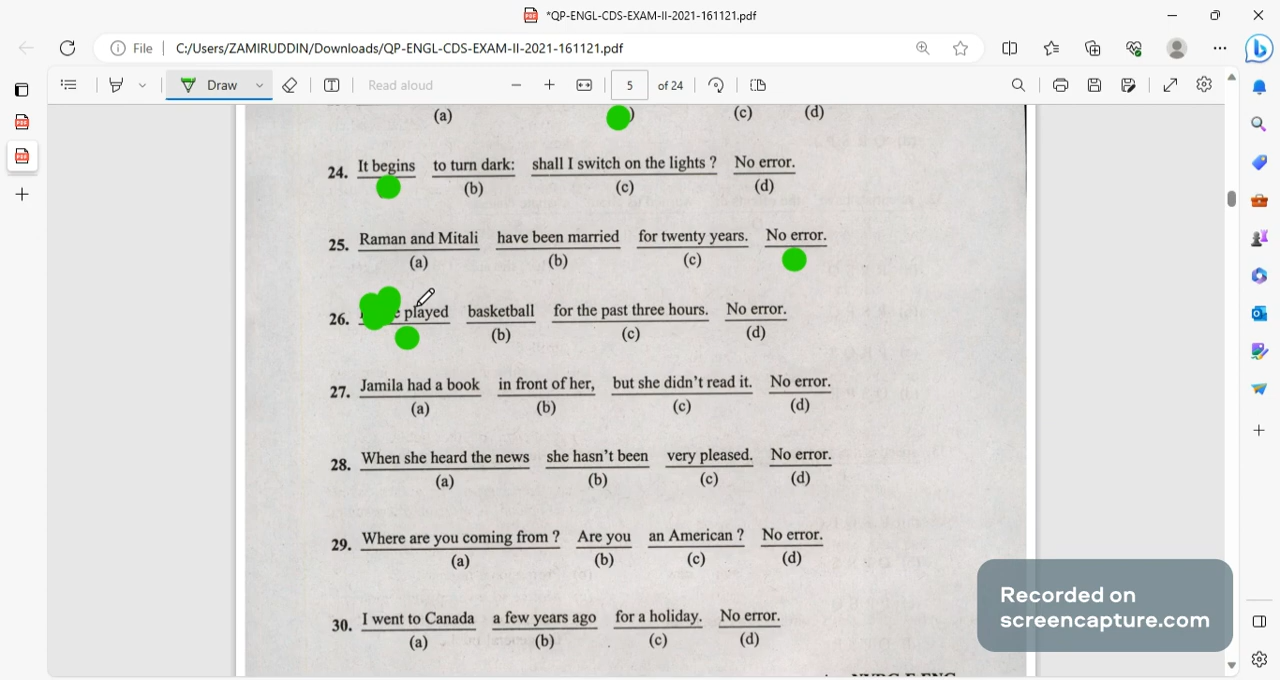 *QP-ENGL-CDS-EXAM-II-2021-161121.pdf
File C:/Users/ZAMIRUDDIN/Downloads/QP-ENGL-CDS-EXAM-II-2021-161121.pdf
Draw Read aloud 5 of 24
(a) (c) (d)
24. It begins to turn dark: shall I switch on the lights ? No error.
(b) (c) (d)
25. Raman and Mitali have been married for twenty years. No error.
(a) (b) (c)
26. played basketball for the past three hours. No error.
(b) (c) (d)
27. Jamila had a book in front of her, but she didn't read it. No error.
(a) (b) (c) (d)
28. When she heard the news she hasn't been very pleased. No error.
(a) (b) (c) (d)
29. Where are you coming from ? Are you an American ? No error.
(a) (b) (c) (d)
30. I went to Canada a few years ago for a holiday. No error.
(a) (b) (c) (d)
Recorded on
screencapture.com